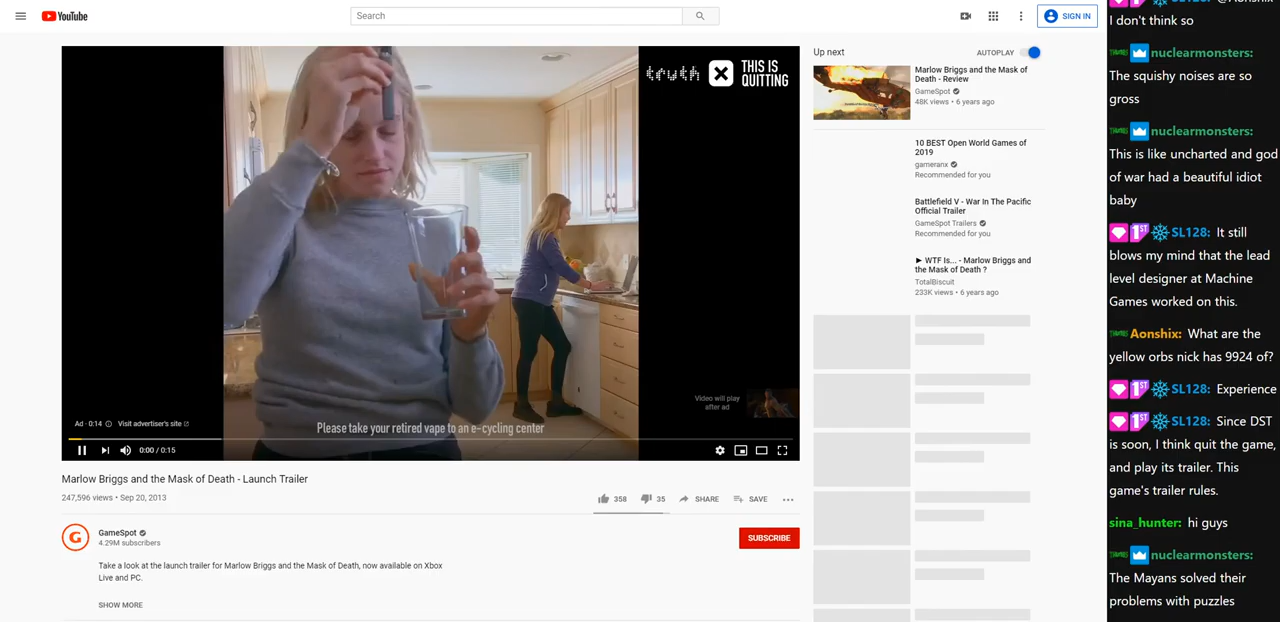 YouTube
Search
SIGN IN
truth
THIS IS
QUITTING
Video will play
after ad
Ad · 0:14
Visit advertiser's site
Please take your retired vape to an e-cycling center
0:00 / 0:15
Marlow Briggs and the Mask of Death - Launch Trailer
247,596 views • Sep 20, 2013
358
35
SHARE
SAVE
G
GameSpot
4.29M subscribers
SUBSCRIBE
Take a look at the launch trailer for Marlow Briggs and the Mask of Death, now available on Xbox
Live and PC.
SHOW MORE
Up next
AUTOPLAY
Marlow Briggs and the Mask of
Death - Review
GameSpot
48K views • 6 years ago
10 BEST Open World Games of
2019
gameranx
Recommended for you
Battlefield V - War In The Pacific
Official Trailer
GameSpot Trailers
Recommended for you
► WTF Is... - Marlow Briggs and
the Mask of Death ?
TotalBiscuit
233K views • 6 years ago
SL128: @Aonshix
I don't think so
nuclearmonsters:
The squishy noises are so
gross
nuclearmonsters:
This is like uncharted and god
of war had a beautiful idiot
baby
1ST SL128: It still
blows my mind that the lead
level designer at Machine
Games worked on this.
Aonshix: What are the
yellow orbs nick has 9924 of?
1ST SL128: Experience
1ST SL128: Since DST
is soon, I think quit the game,
and play its trailer. This
game's trailer rules.
sina_hunter: hi guys
nuclearmonsters:
The Mayans solved their
problems with puzzles